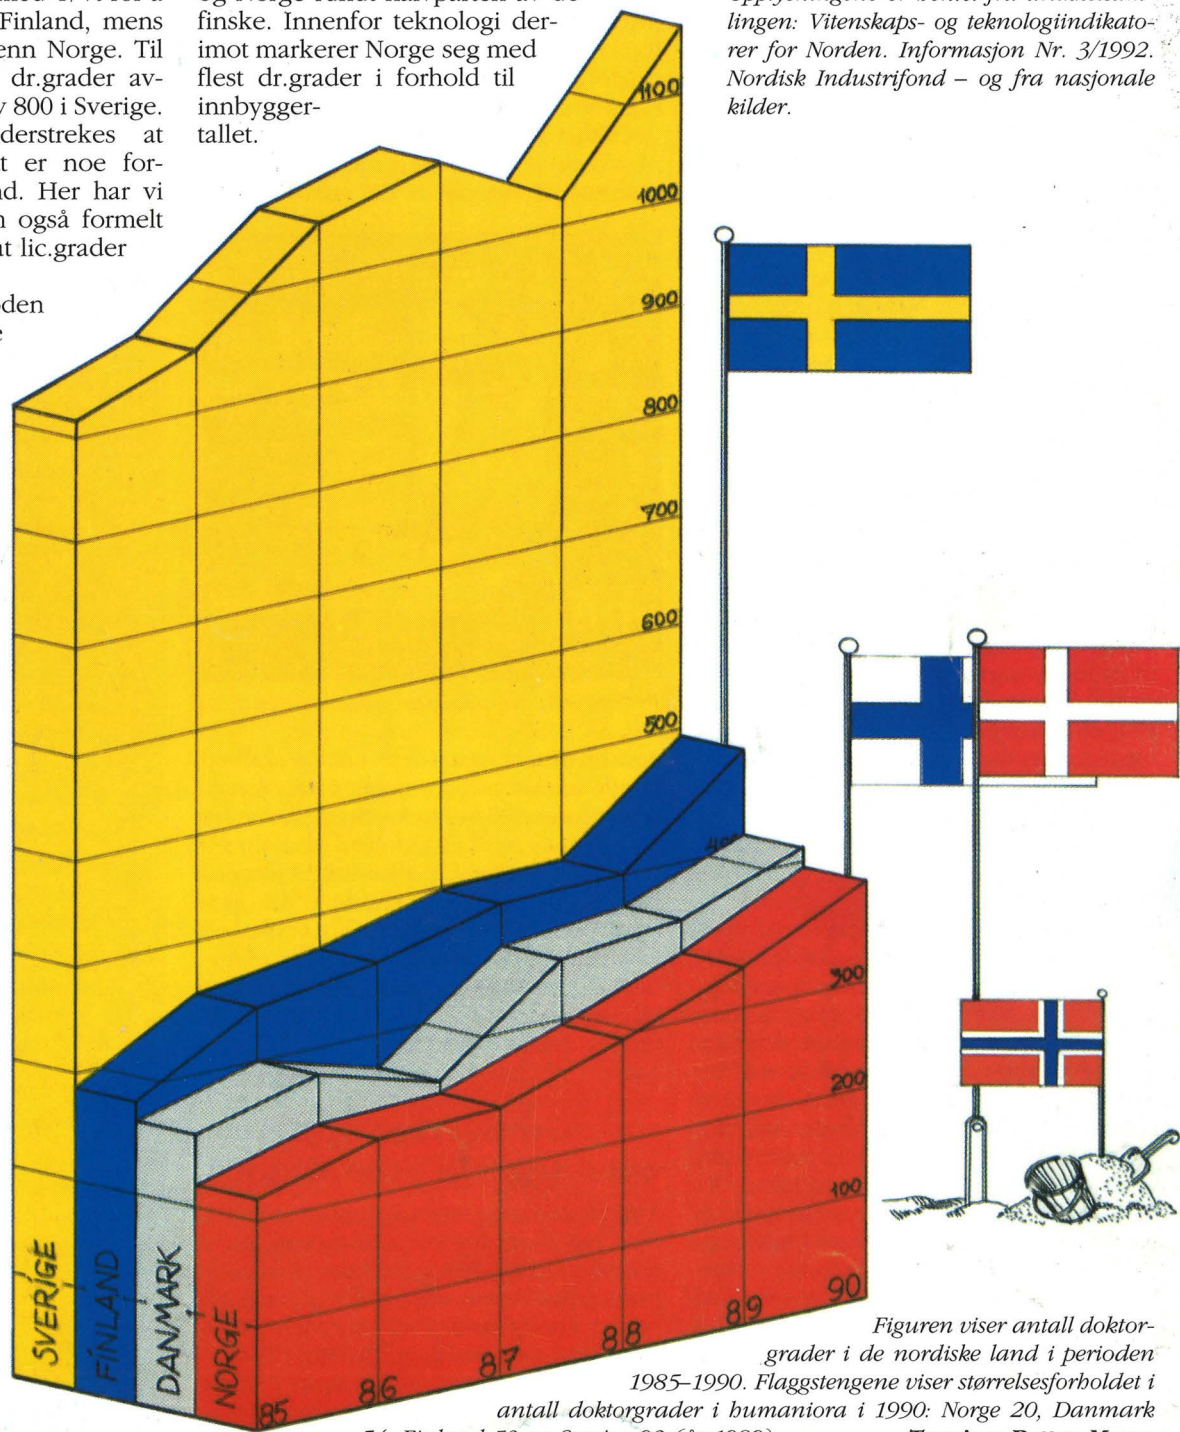 Finland, mens
enn Norge. Til
dr.grader av-
800 i Sverige.
derstrekes at
t er noe for-
nd. Her har vi
også formelt
at lic.grader
finske. Innenfor teknologi der-
imot markerer Norge seg med
flest dr.grader i forhold til
innbygger-
tallet.
lingen: Vitenskaps- og teknologiindikato-
rer for Norden. Informasjon Nr. 3/1992.
Nordisk Industrifond – og fra nasjonale
kilder.
1100
1000
900
800
700
600
500
300
200
100
SVERIGE
FINLAND
DANMARK
NORGE
85
86
87
88
89
90
Figuren viser antall doktor-
grader i de nordiske land i perioden
1985–1990. Flaggstengene viser størrelsesforholdet i
antall doktorgrader i humaniora i 1990: Norge 20, Danmark